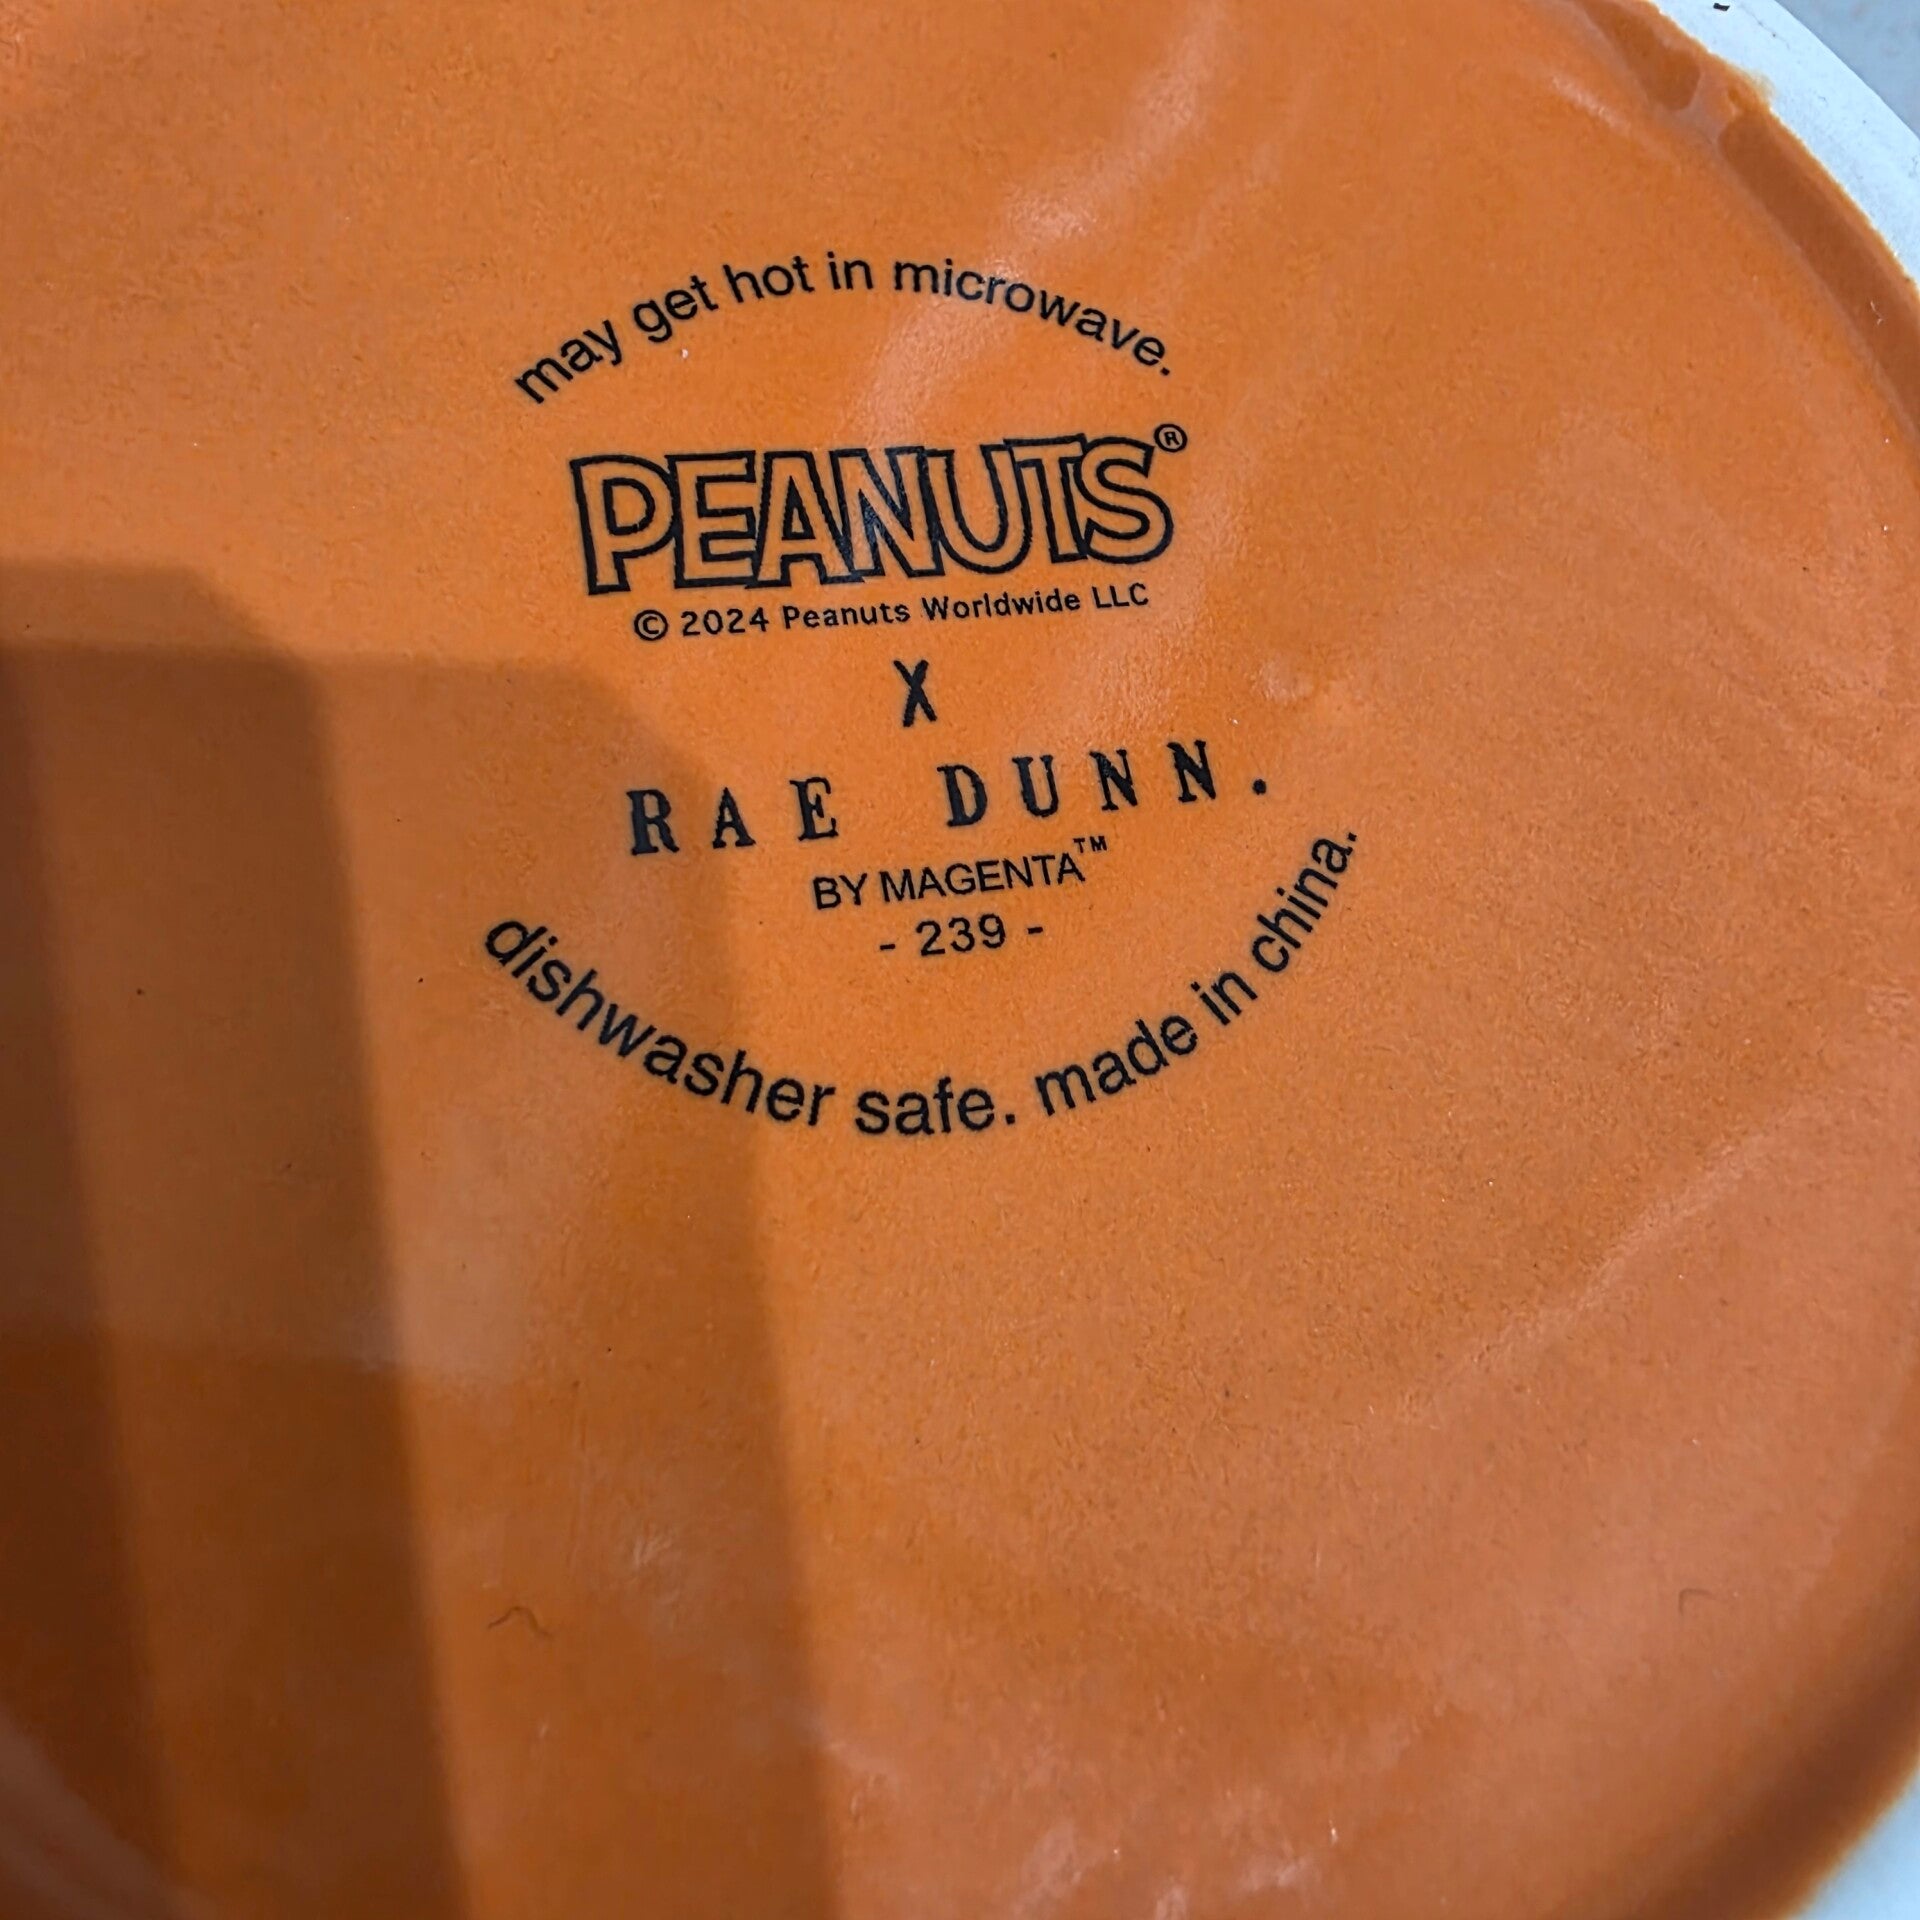 may get hot in microwave.
PEANUTS®
© 2024 Peanuts Worldwide LLC
X
RAE DUNN.
BY MAGENTA™
- 239 -
dishwasher safe. made in china.